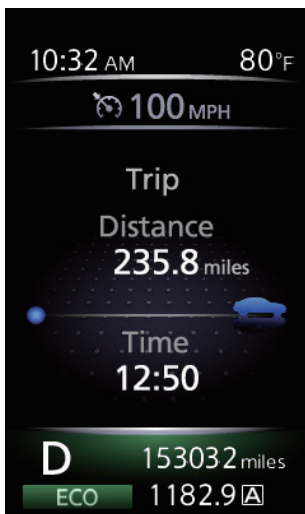 10:32 AM 80°F
100 MPH
Trip
Distance
235.8 miles
Time
12:50
D 153032 miles
ECO 1182.9 A